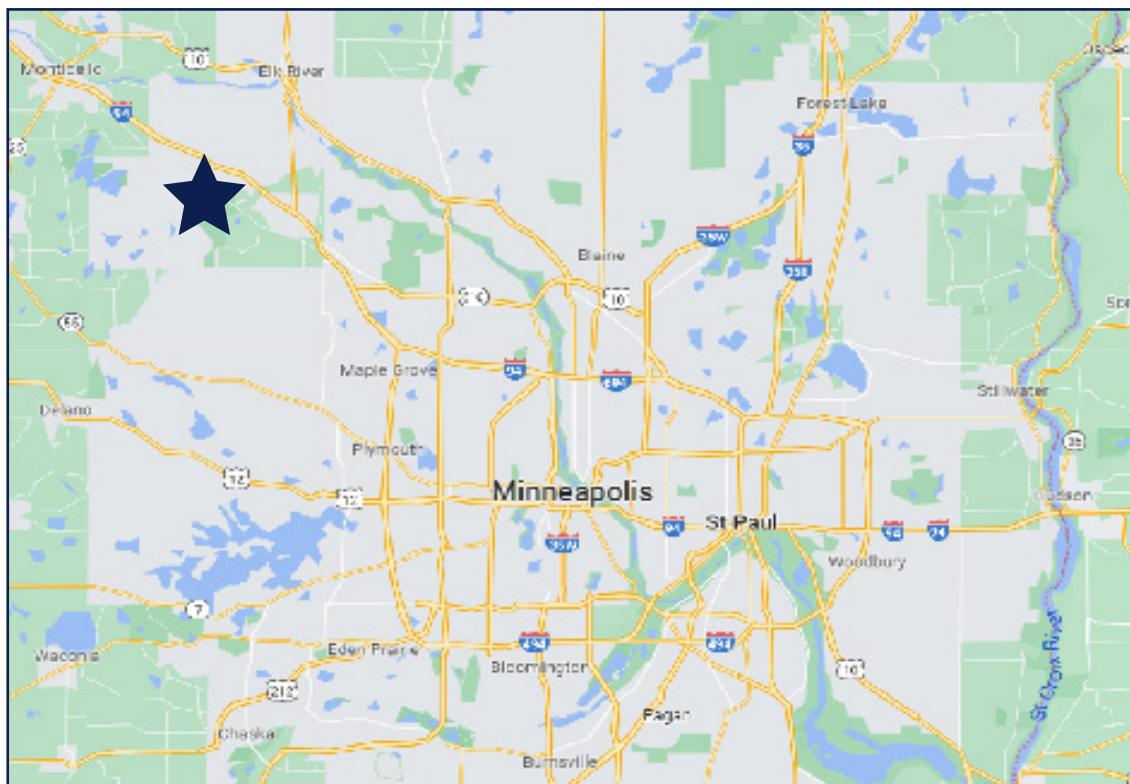 10
Monticello
Elk River
94
Forest Lake
25
35
35W
Blaine
35E
10
55
94
Maple Grove
694
Delano
Stillwater
Plymouth
35
12
12
Minneapolis
Hudson
St Paul
94
94
94
35W
Woodbury
7
Waconia
Eden Prairie
494
494
Bloomington
10
212
St Croix River
Eagan
Chaska
Burnsville